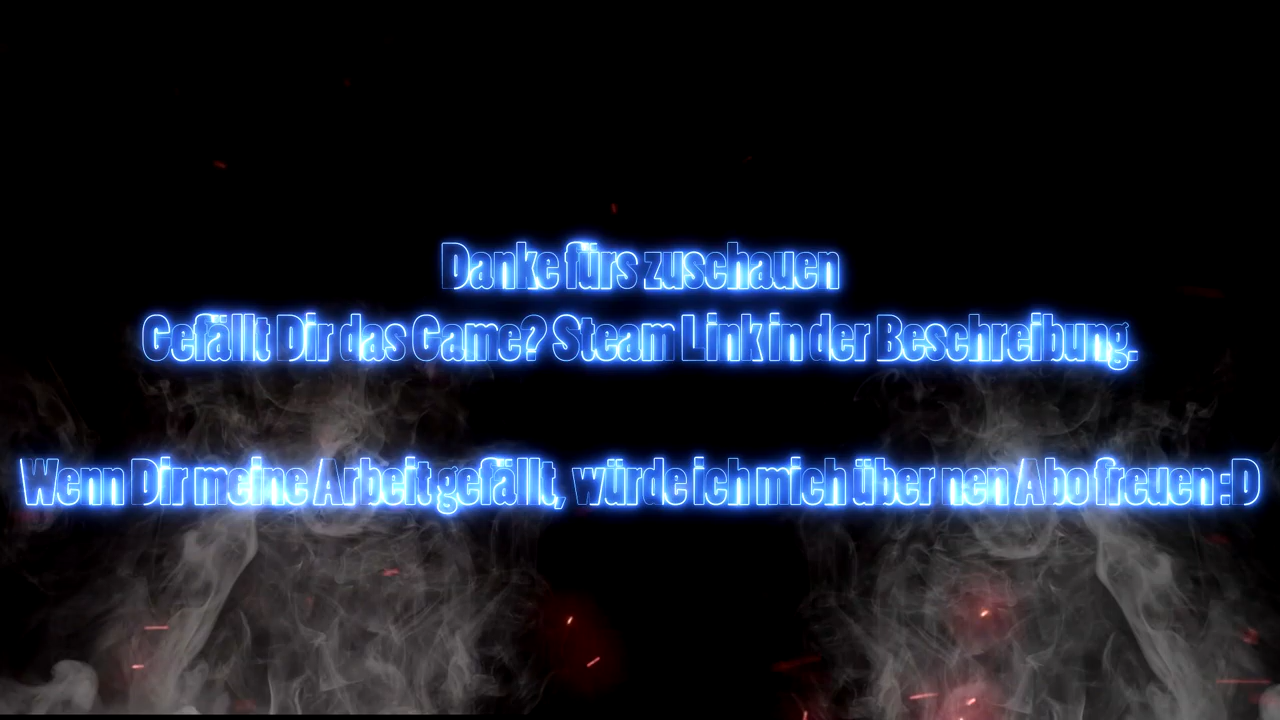 Danke fürs zuschauen
Gefällt Dir das Game? Steam Link in der Beschreibung.
Wenn Dir meine Arbeit gefällt, würde ich mich über nen Abo freuen :D